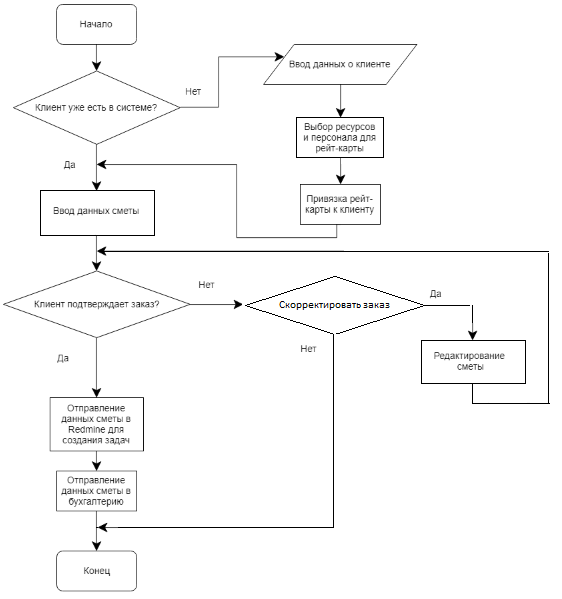 Начало
Ввод данных о клиенте
Нет
Клиент уже есть в системе?
Выбор ресурсов
и персонала для
рейт-карты
Да
Привязка рейт-
карты к клиенту
Ввод данных сметы
Нет
Да
Клиент подтверждает заказ?
Скорректировать заказ
Нет
Да
Редактирование
сметы
Отправление
данных сметы в
Redmine для
создания задач
Отправление
данных сметы в
бухгалтерию
Конец